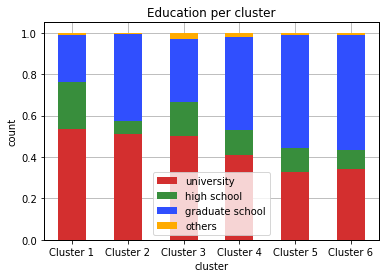 Education per cluster
count
1.0
0.8
0.6
0.4
0.2
0.0
university
high school
graduate school
others
Cluster 1 Cluster 2 Cluster 3 Cluster 4 Cluster 5 Cluster 6
cluster